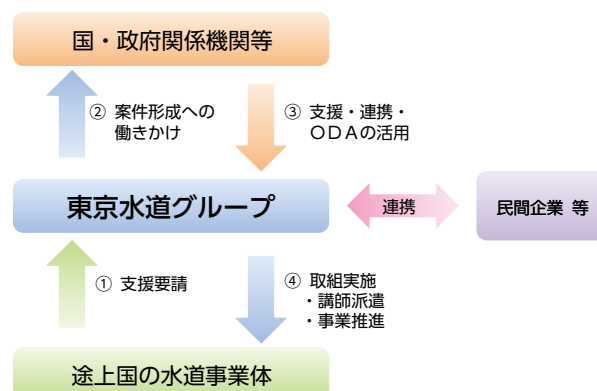 国・政府関係機関等
② 案件形成への
働きかけ
③ 支援・連携・
ＯＤＡの活用
東京水道グループ
連携
民間企業 等
① 支援要請
④ 取組実施
・講師派遣
・事業推進
途上国の水道事業体